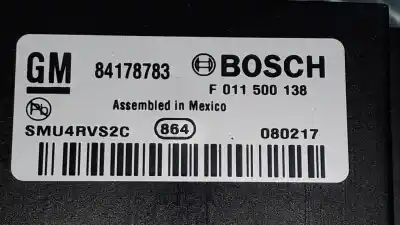 GM 84178783 BOSCH
F 011 500 138
Pb
Assembled in Mexico
SMU4RVS2C 864 080217